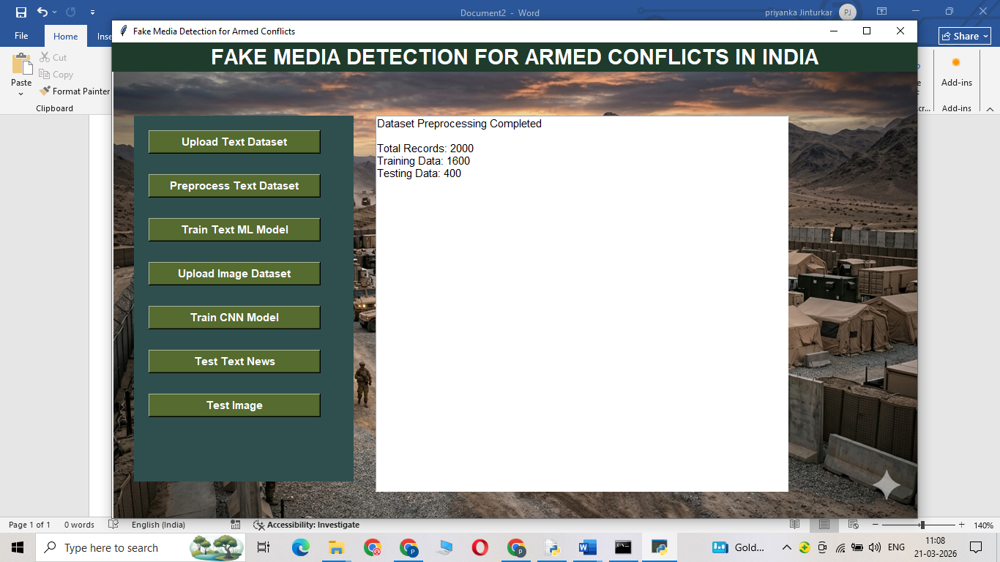 Document2 - Word
priyanka Jinturkar
PJ
File
Home
Inse
Share
Fake Media Detection for Armed Conflicts
FAKE MEDIA DETECTION FOR ARMED CONFLICTS IN INDIA
Paste
Cut
Copy
Format Painter
Clipboard
e
cr...
Add-ins
Add-ins
Upload Text Dataset
Preprocess Text Dataset
Train Text ML Model
Upload Image Dataset
Train CNN Model
Test Text News
Test Image
Dataset Preprocessing Completed
Total Records: 2000
Training Data: 1600
Testing Data: 400
Page 1 of 1
0 words
English (India)
Accessibility: Investigate
140%
Type here to search
Gold...
ENG
11:08
21-03-2026